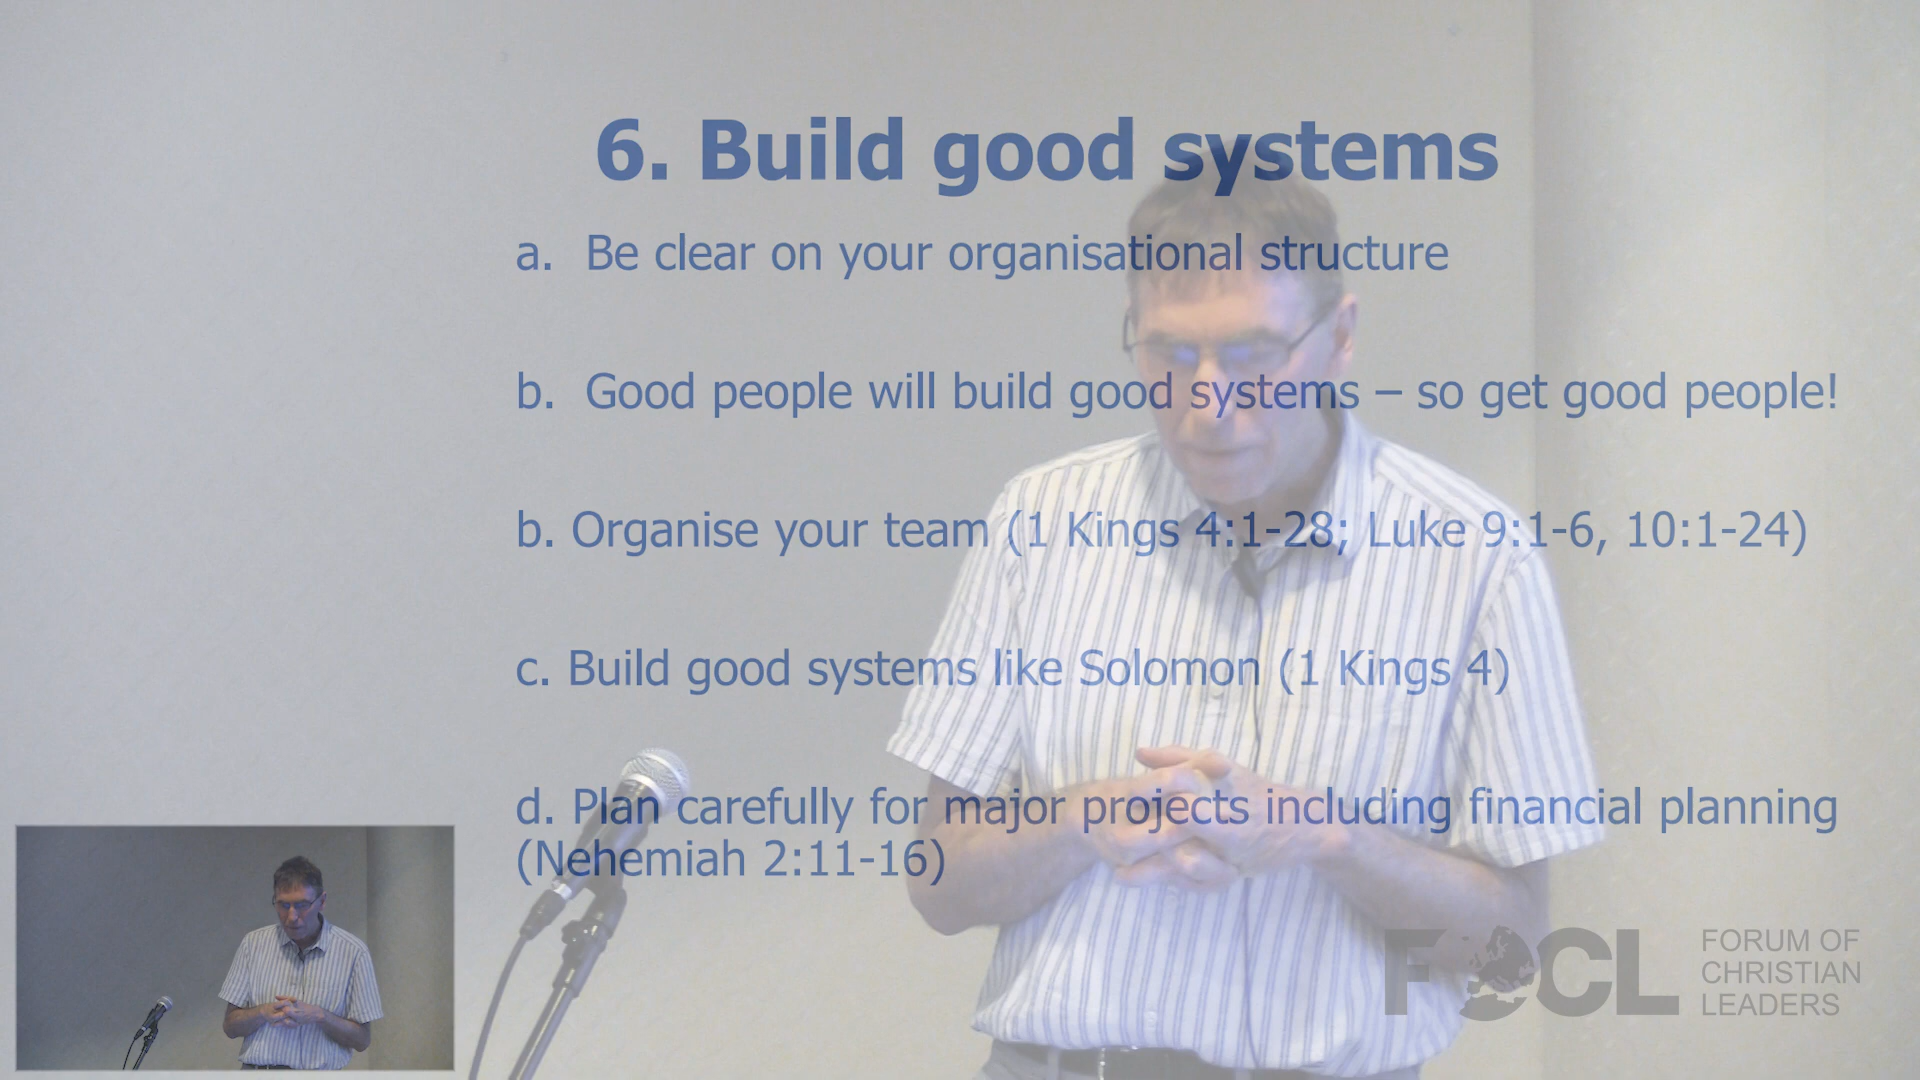 6. Build good systems
a. Be clear on your organisational structure
b. Good people will build good systems – so get good people!
b. Organise your team (1 Kings 4:1-28; Luke 9:1-6, 10:1-24)
c. Build good systems like Solomon (1 Kings 4)
d. Plan carefully for major projects including financial planning
(Nehemiah 2:11-16)
FOCL
FORUM OF
CHRISTIAN
LEADERS